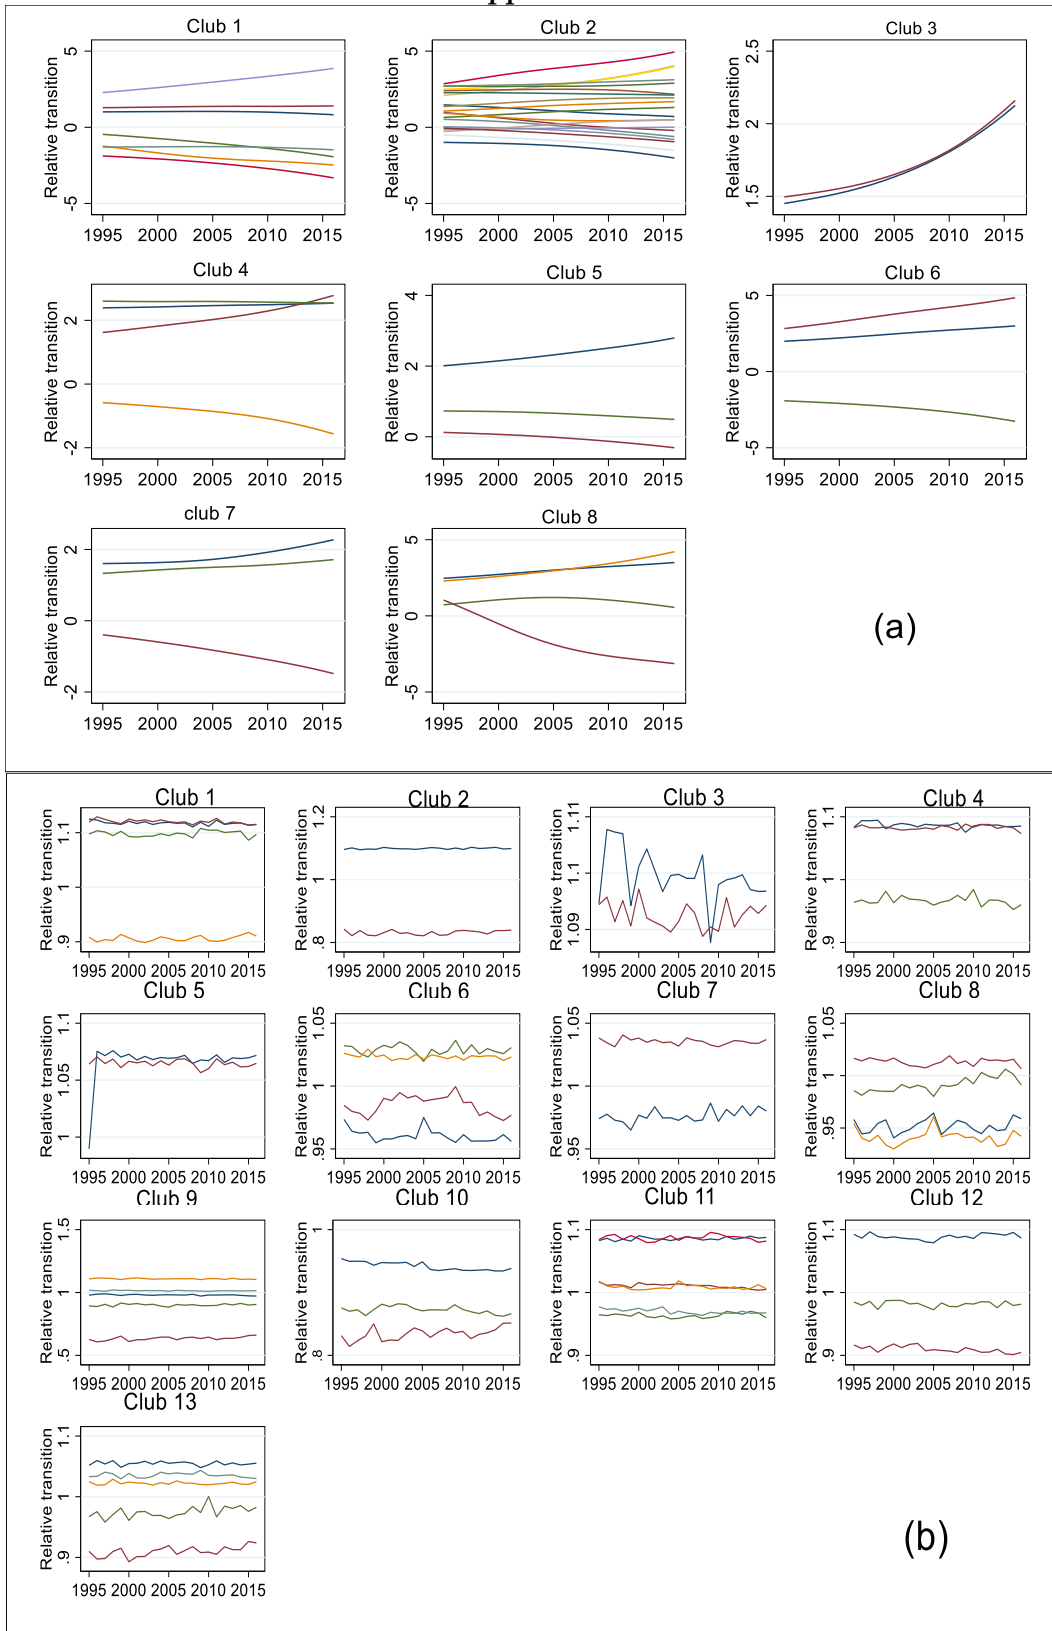 Club 1 Club 2 Club 3
Relative transition Relative transition Relative transition
5 5 2.5
0 0 2
-5 -5 1.5
1995 2000 2005 2010 2015 1995 2000 2005 2010 2015 1995 2000 2005 2010 2015
Club 4 Club 5 Club 6
Relative transition Relative transition Relative transition
2 4 5
0 2 0
-2 0 -5
1995 2000 2005 2010 2015 1995 2000 2005 2010 2015 1995 2000 2005 2010 2015
club 7 Club 8
Relative transition Relative transition
2 5
0 0
-2 -5
1995 2000 2005 2010 2015 1995 2000 2005 2010 2015
(a)
Club 1 Club 2 Club 3 Club 4
Relative transition Relative transition Relative transition Relative transition
1.1 1.2 1.11 1.1
1 1 1.1 1
.9 .8 1.09 .9
1995 2000 2005 2010 2015 1995 2000 2005 2010 2015 1995 2000 2005 2010 2015 1995 2000 2005 2010 2015
Club 5 Club 6 Club 7 Club 8
Relative transition Relative transition Relative transition Relative transition
1.1 1.05 1.05 1.05
1.05 1 1 1
1 .95 .95 .95
1995 2000 2005 2010 2015 1995 2000 2005 2010 2015 1995 2000 2005 2010 2015 1995 2000 2005 2010 2015
Club 9 Club 10 Club 11 Club 12
Relative transition Relative transition Relative transition Relative transition
1.5 1 1.1 1.1
1 .8 1 1
.5 .9 .9
1995 2000 2005 2010 2015 1995 2000 2005 2010 2015 1995 2000 2005 2010 2015 1995 2000 2005 2010 2015
Club 13
Relative transition
1.1
1
.9
1995 2000 2005 2010 2015
(b)